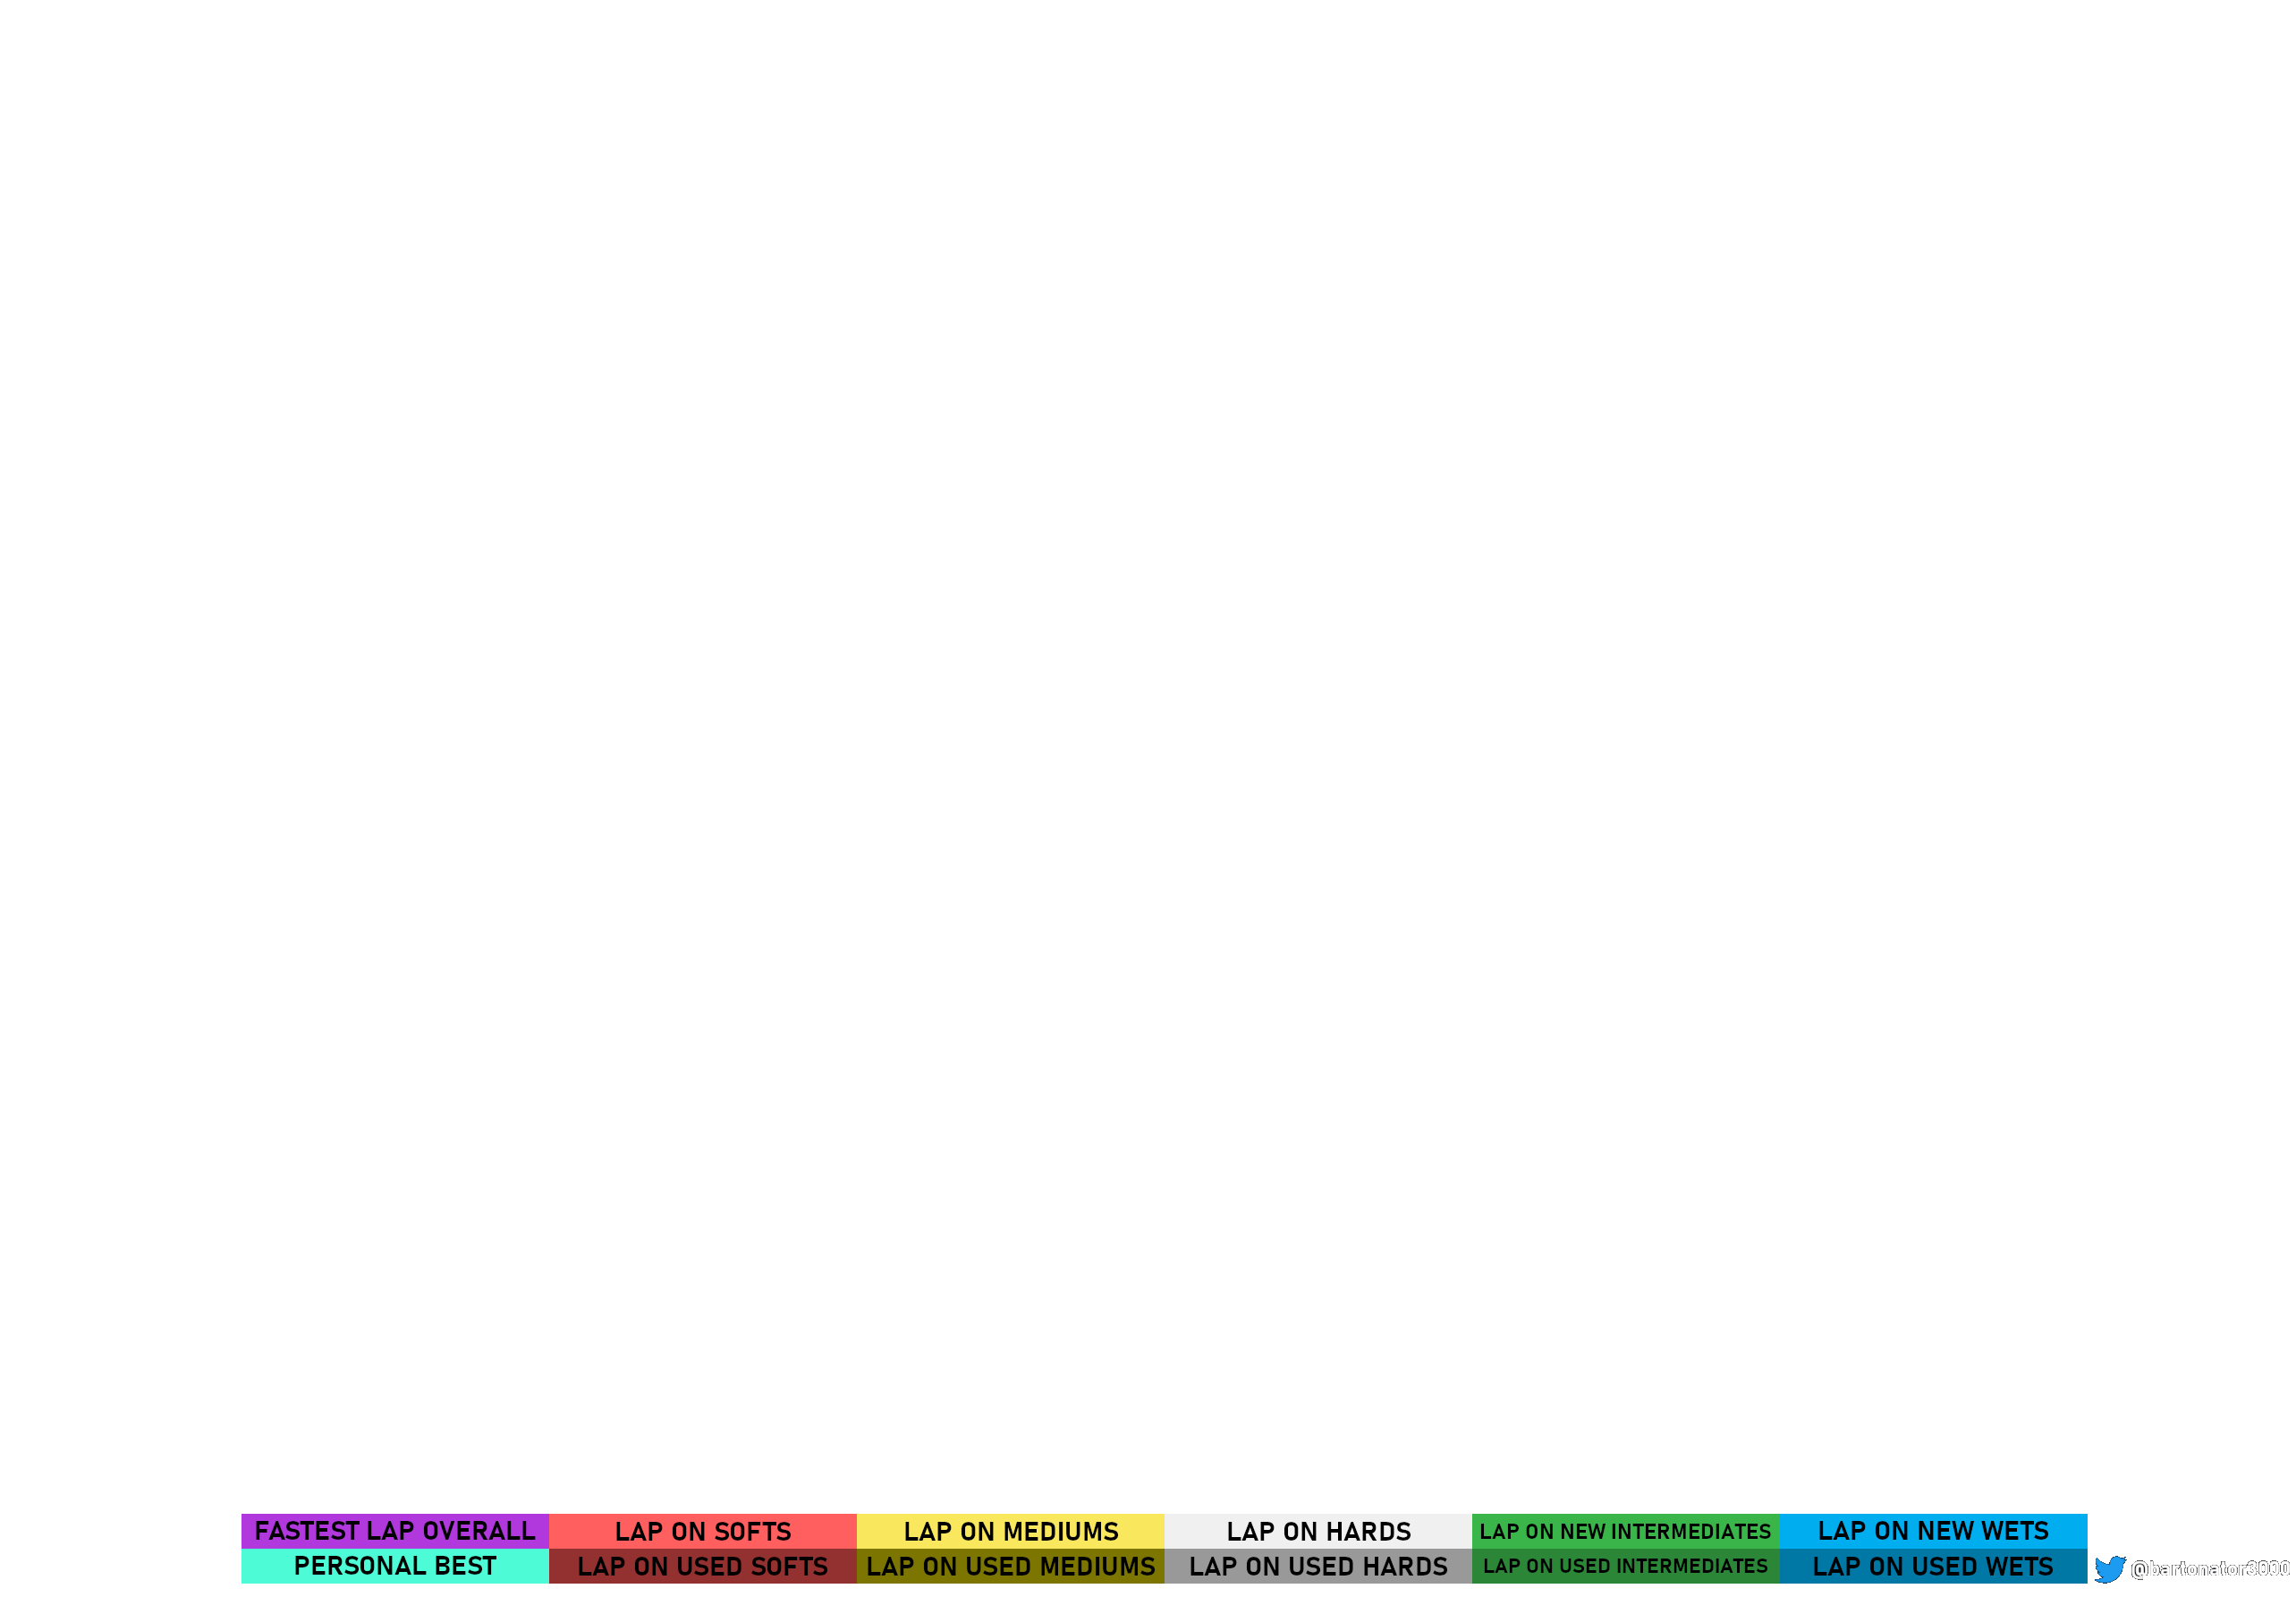 FASTEST LAP OVERALL LAP ON SOFTS LAP ON MEDIUMS LAP ON HARDS LAP ON NEW INTERMEDIATES LAP ON NEW WETS
PERSONAL BEST LAP ON USED SOFTS LAP ON USED MEDIUMS LAP ON USED HARDS LAP ON USED INTERMEDIATES LAP ON USED WETS
@bartonator3000